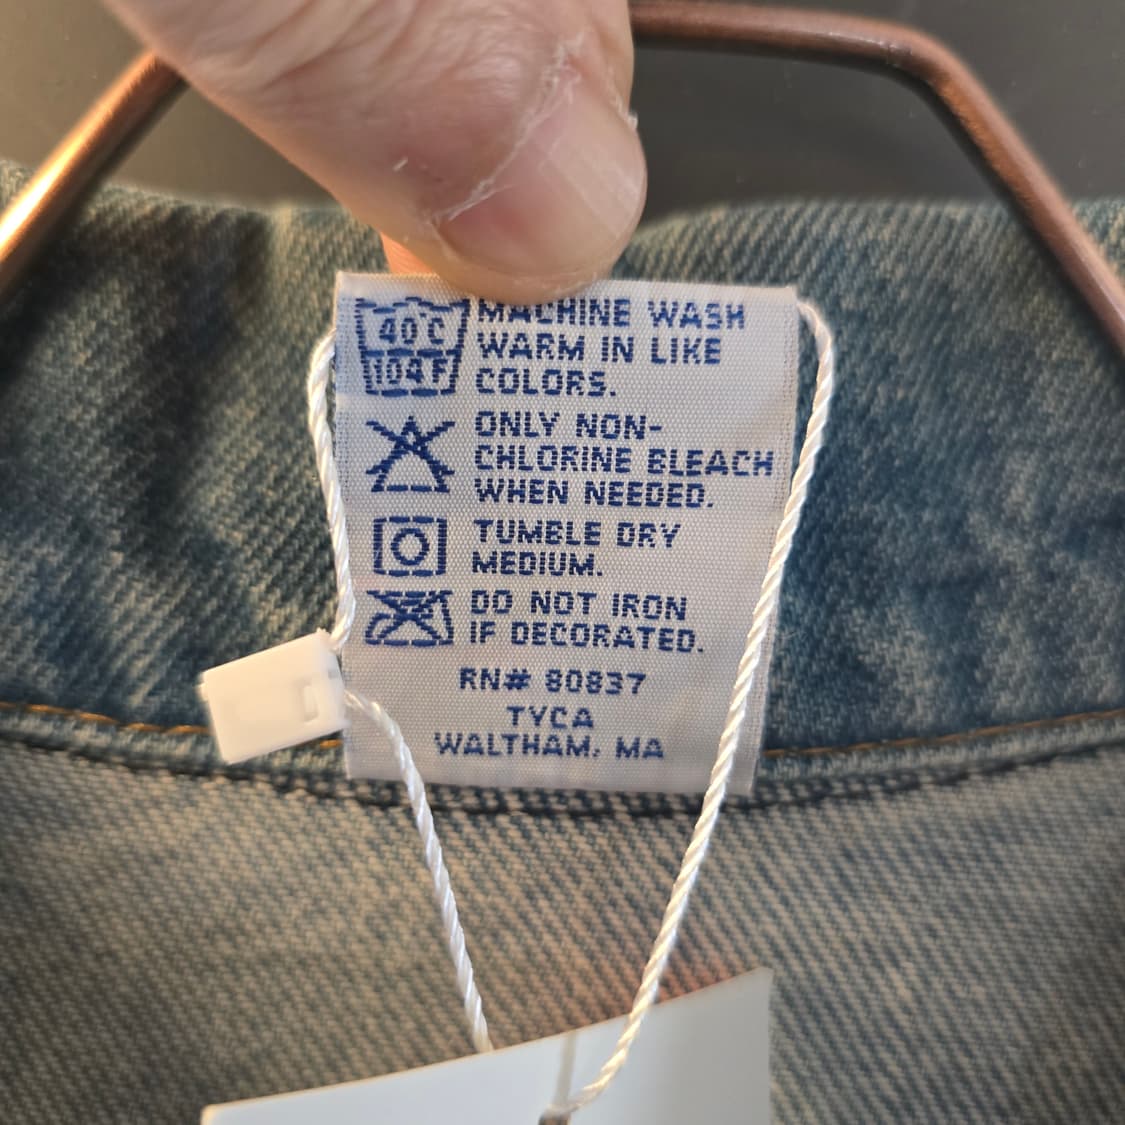 40°C MACHINE WASH
104 F WARM IN LIKE
COLORS.
ONLY NON-
CHLORINE BLEACH
WHEN NEEDED.
TUMBLE DRY
MEDIUM.
DO NOT IRON
IF DECORATED.
RN# 80837
TYCA
WALTHAM, MA